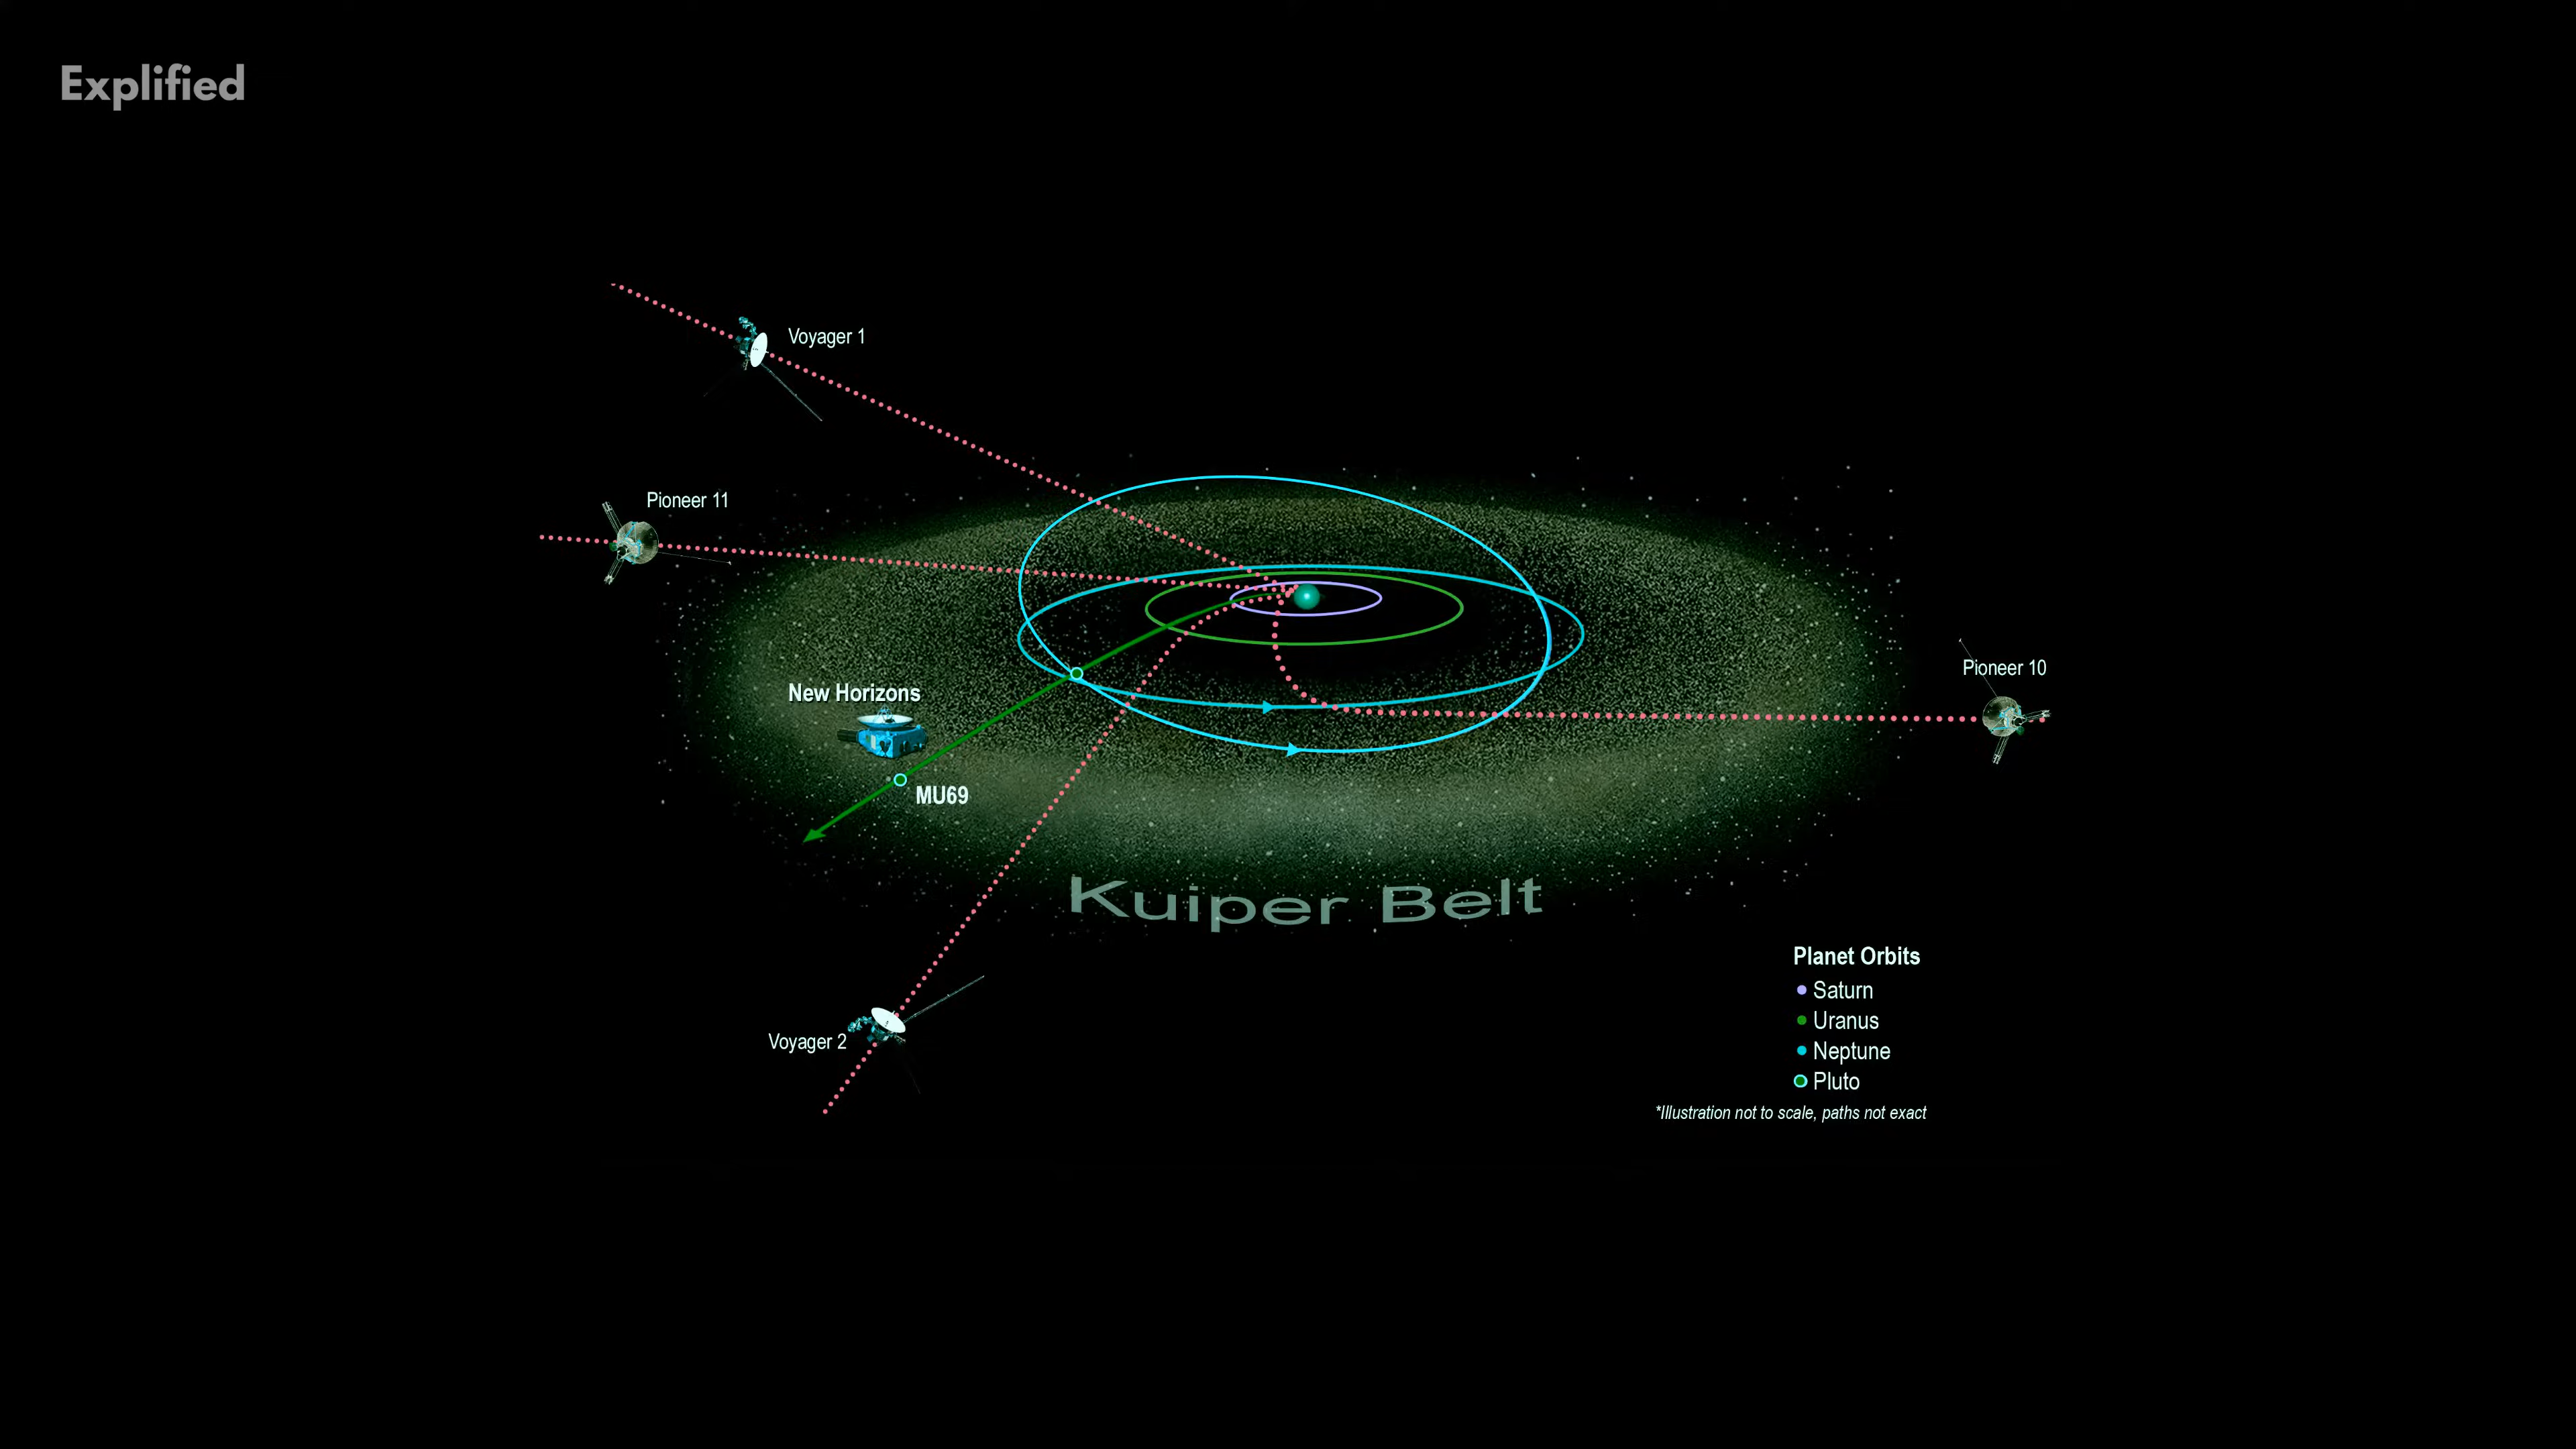 Explified
Voyager 1
Pioneer 11
Pioneer 10
New Horizons
MU69
Kuiper Belt
Voyager 2
Planet Orbits
Saturn
Uranus
Neptune
Pluto
*Illustration not to scale, paths not exact